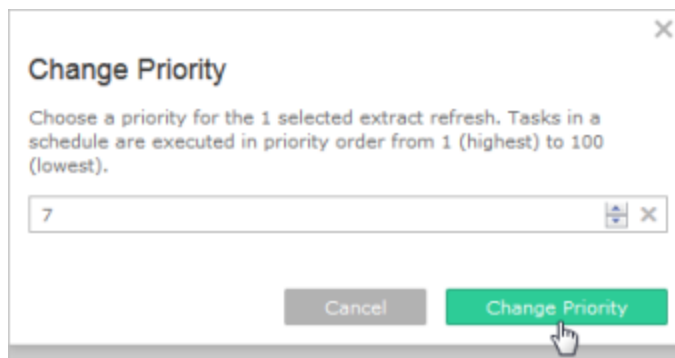 Change Priority
Choose a priority for the 1 selected extract refresh. Tasks in a
schedule are executed in priority order from 1 (highest) to 100
(lowest).
7
Cancel
Change Priority